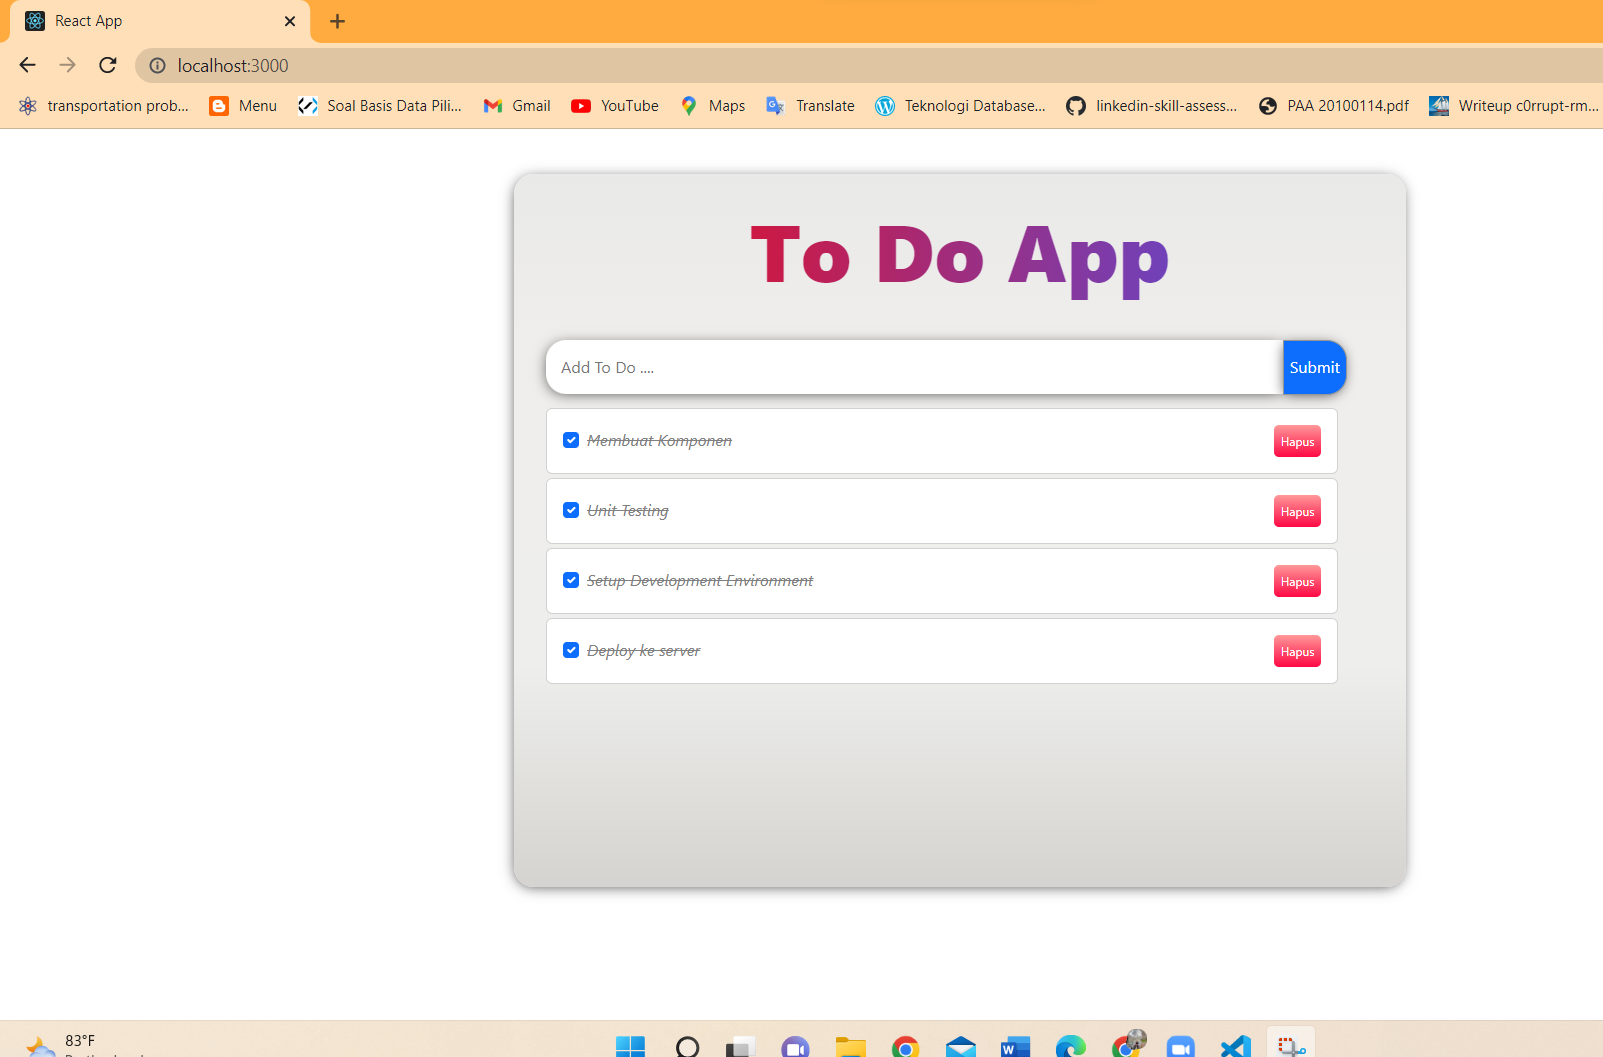 React App
localhost:3000
transportation prob... Menu Soal Basis Data Pili... Gmail YouTube Maps Translate Teknologi Database... linkedin-skill-assess... PAA 20100114.pdf Writeup c0rrupt-rm...
To Do App
Add To Do .... Submit
Membuat Komponen Hapus
Unit Testing Hapus
Setup Development Environment Hapus
Deploy ke server Hapus
83°F